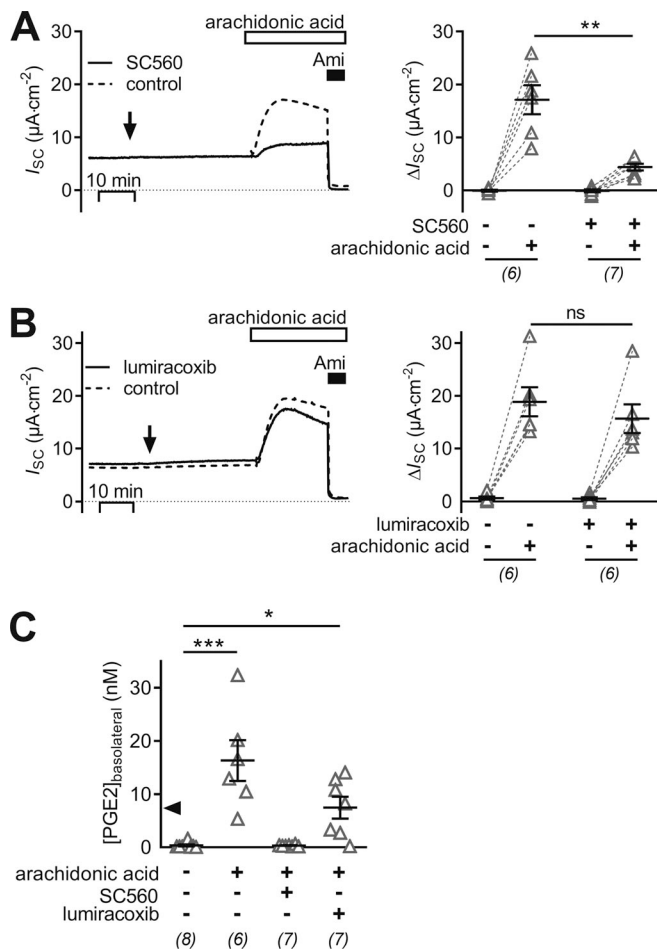 A
arachidonic acid
Ami
SC560
control
I_SC (µA·cm⁻²)
30
20
10
0
10 min
**
ΔI_SC (µA·cm⁻²)
30
20
10
0
SC560 - - + +
arachidonic acid - + - +
(6) (7)
B
arachidonic acid
Ami
lumiracoxib
control
I_SC (µA·cm⁻²)
30
20
10
0
10 min
ns
ΔI_SC (µA·cm⁻²)
30
20
10
0
lumiracoxib - - + +
arachidonic acid - + - +
(6) (6)
C
*
***
[PGE2]basolateral (nM)
30
20
10
0
arachidonic acid - + + +
SC560 - - + -
lumiracoxib - - - +
(8) (6) (7) (7)